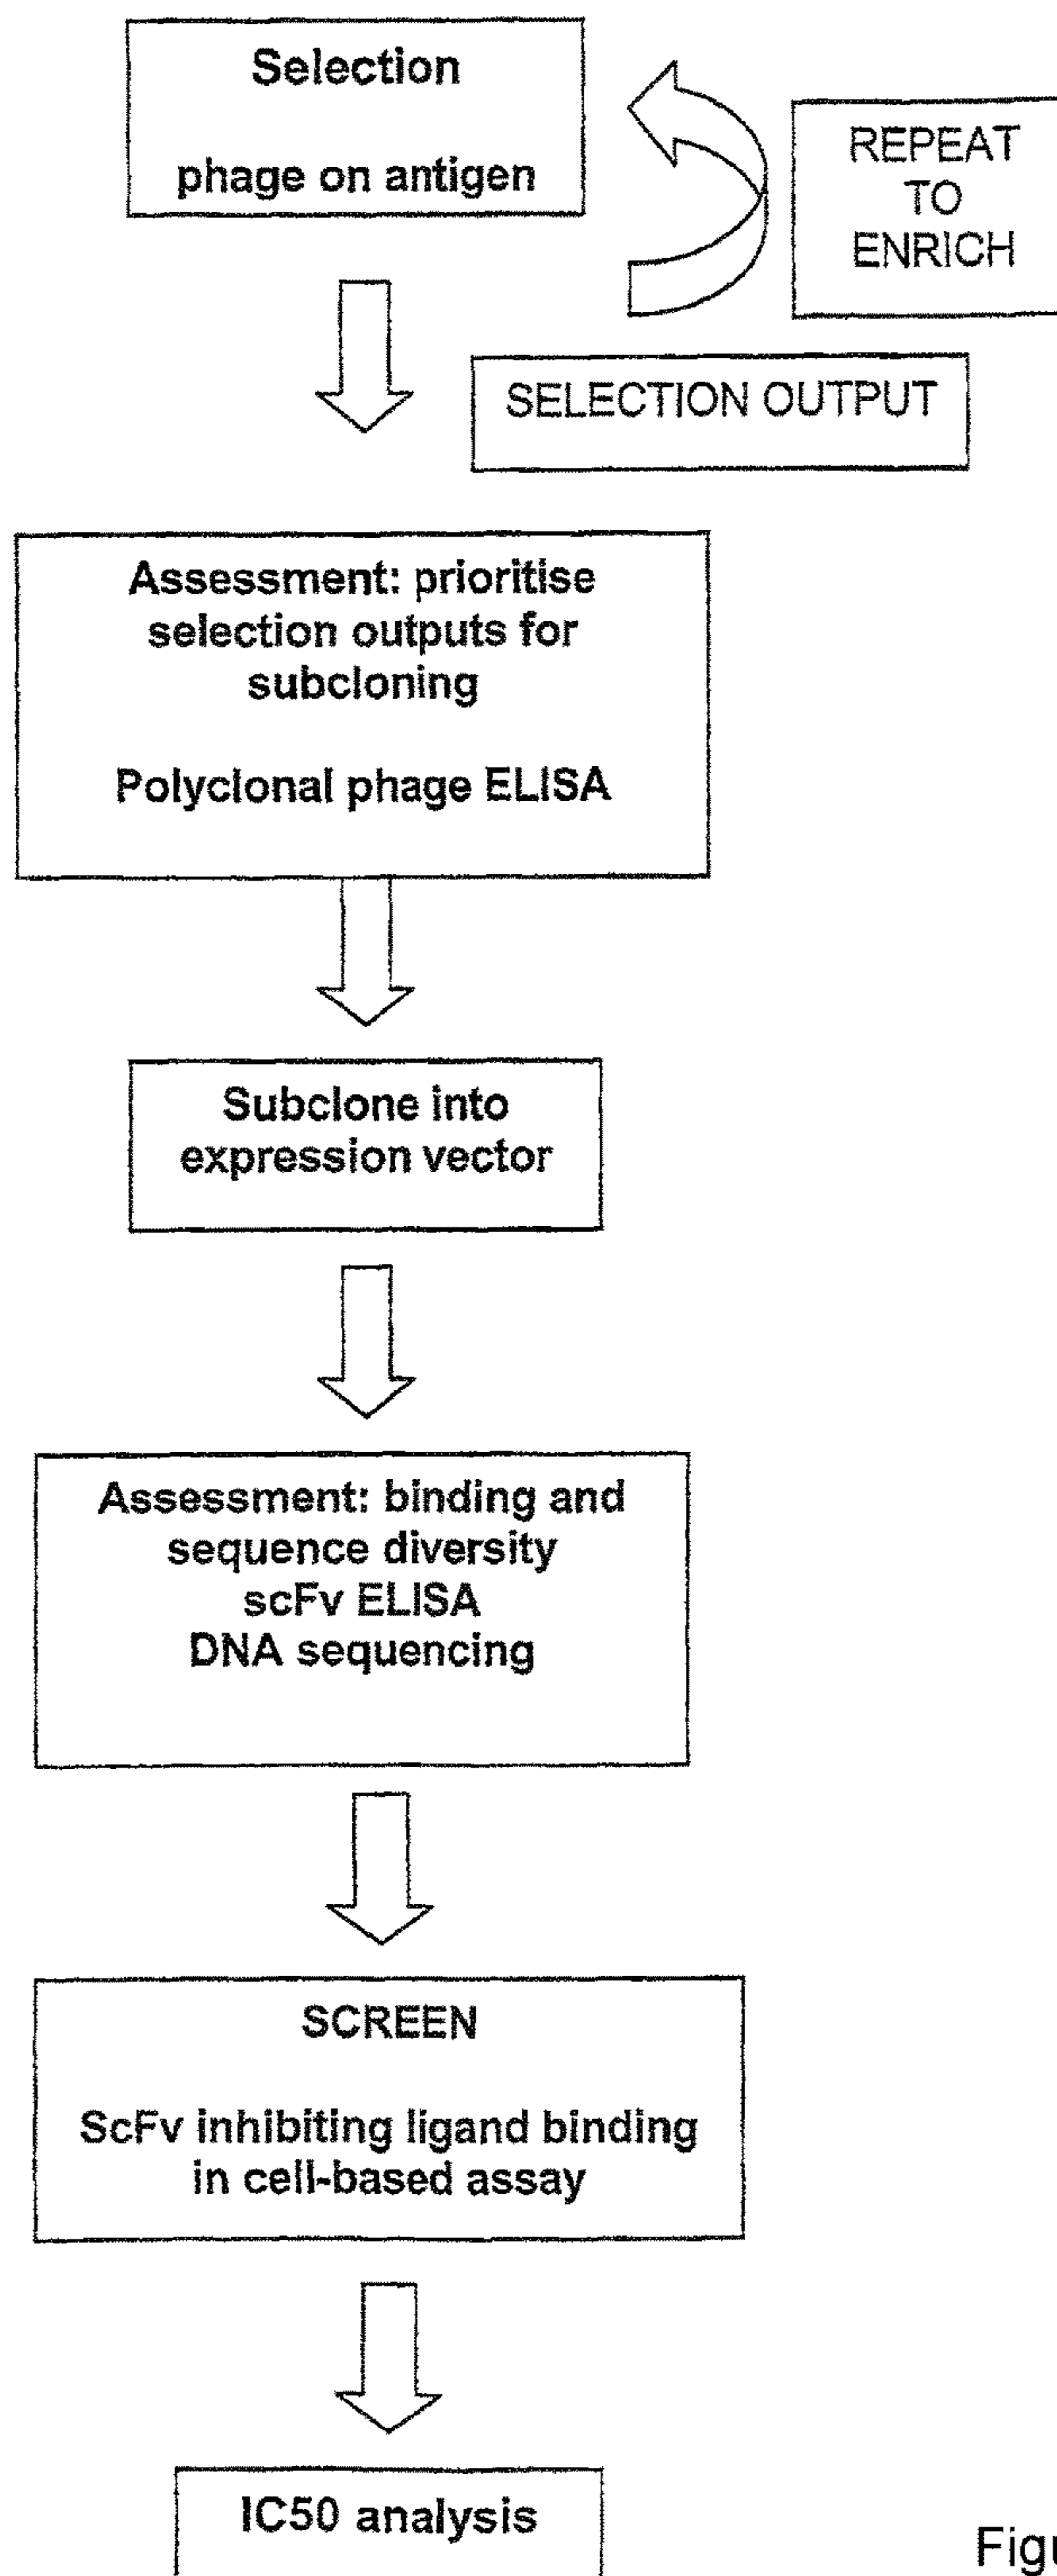 Selection
phage on antigen
REPEAT
TO
ENRICH
SELECTION OUTPUT
Assessment: prioritise
selection outputs for
subcloning
Polyclonal phage ELISA
Subclone into
expression vector
Assessment: binding and
sequence diversity
scFv ELISA
DNA sequencing
SCREEN
ScFv inhibiting ligand binding
in cell-based assay
IC50 analysis